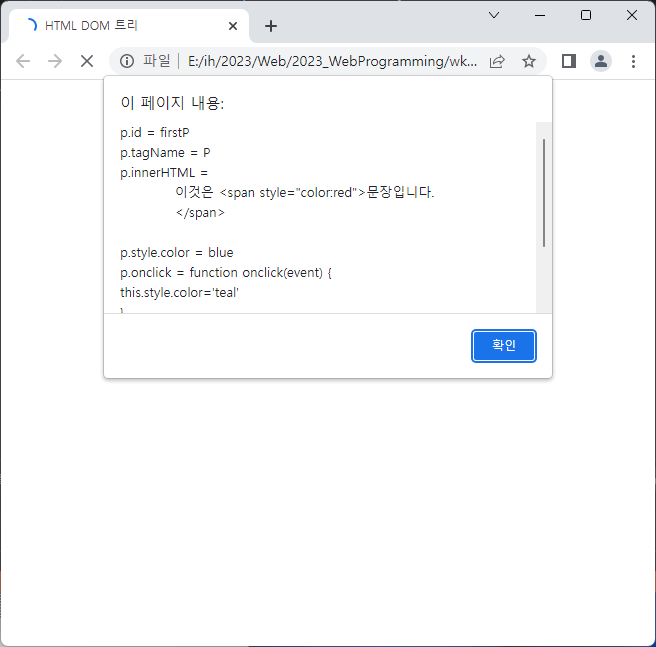 HTML DOM 트리
파일
E:/ih/2023/Web/2023_WebProgramming/wk...
이 페이지 내용:
p.id = firstP
p.tagName = P
p.innerHTML =
이것은 <span style="color:red">문장입니다.
</span>
p.style.color = blue
p.onclick = function onclick(event) {
this.style.color='teal'
}
확인